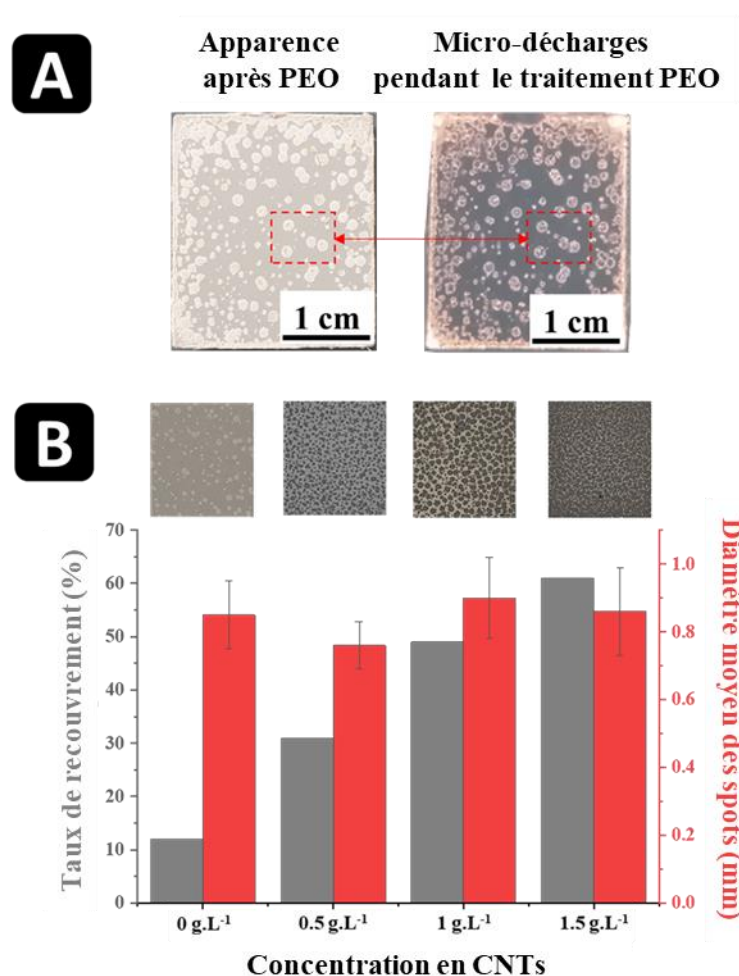 A
Apparence
après PEO
Micro-décharges
pendant le traitement PEO
1 cm
1 cm
B
Taux de recouvrement (%)
70
60
50
40
30
20
10
0
1.0
0.8
0.6
0.4
0.2
0.0
Diamétre moyen des spots (mm)
0 g.L⁻¹
0.5 g.L⁻¹
1 g.L⁻¹
1.5 g.L⁻¹
Concentration en CNTs